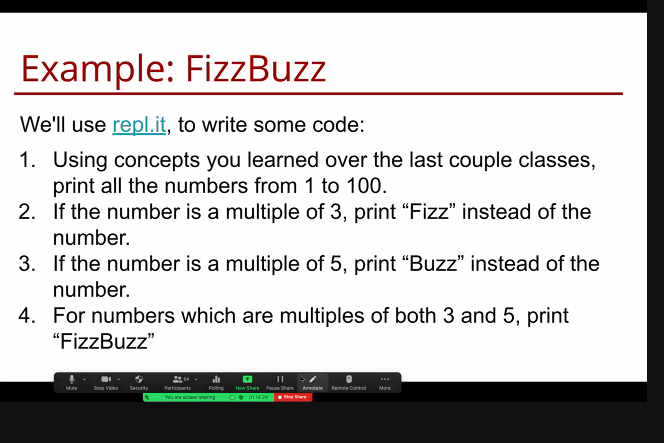 Example: FizzBuzz
We'll use repl.it, to write some code:
1. Using concepts you learned over the last couple classes,
print all the numbers from 1 to 100.
2. If the number is a multiple of 3, print “Fizz” instead of the
number.
3. If the number is a multiple of 5, print “Buzz” instead of the
number.
4. For numbers which are multiples of both 3 and 5, print
“FizzBuzz”
Mute Stop Video Security Participants 54 Polling New Share Pause Share Annotate Remote Control More
You are screen sharing 01:14:29 Stop Share